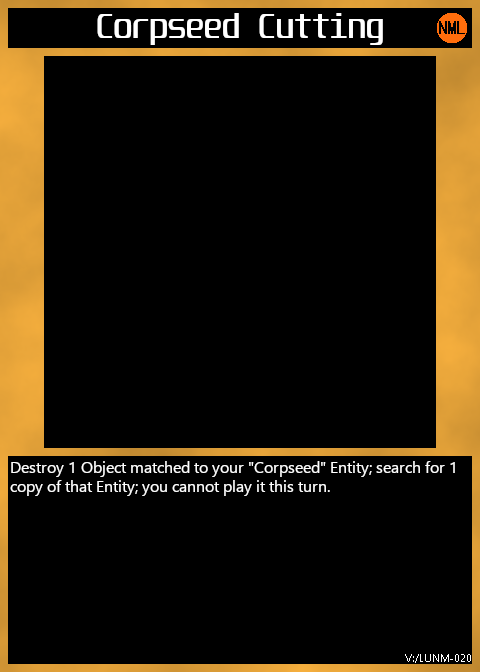 Corpseed Cutting
NML
Destroy 1 Object matched to your "Corpseed" Entity; search for 1
copy of that Entity; you cannot play it this turn.
V:/LUNM-020